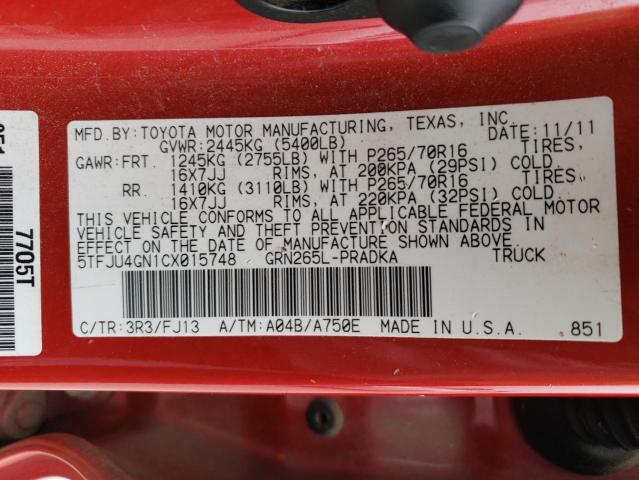 MFD.BY:TOYOTA MOTOR MANUFACTURING, TEXAS, INC.
GVWR:2445KG (5400LB) DATE:11/11
GAWR:FRT. 1245KG (2755LB) WITH P265/70R16 TIRES,
16X7JJ RIMS, AT 200KPA (29PSI) COLD
RR. 1410KG (3110LB) WITH P265/70R16 TIRES,
16X7JJ RIMS, AT 220KPA (32PSI) COLD.
THIS VEHICLE CONFORMS TO ALL APPLICABLE FEDERAL MOTOR
VEHICLE SAFETY AND THEFT PREVENTION STANDARDS IN
EFFECT ON THE DATE OF MANUFACTURE SHOWN ABOVE.
5TFJU4GN1CX015748 GRN265L-PRADKA TRUCK
C/TR:3R3/FJ13 A/TM:A04B/A750E MADE IN U.S.A. 851
7705T